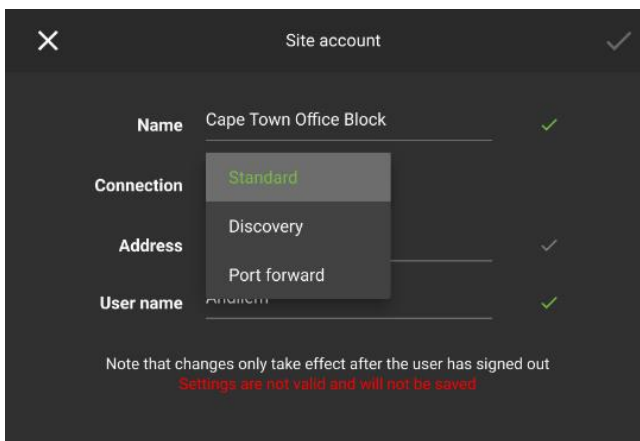 Site account
Name Cape Town Office Block
Connection Standard
Discovery
Address
Port forward
User name
Note that changes only take effect after the user has signed out
Settings are not valid and will not be saved